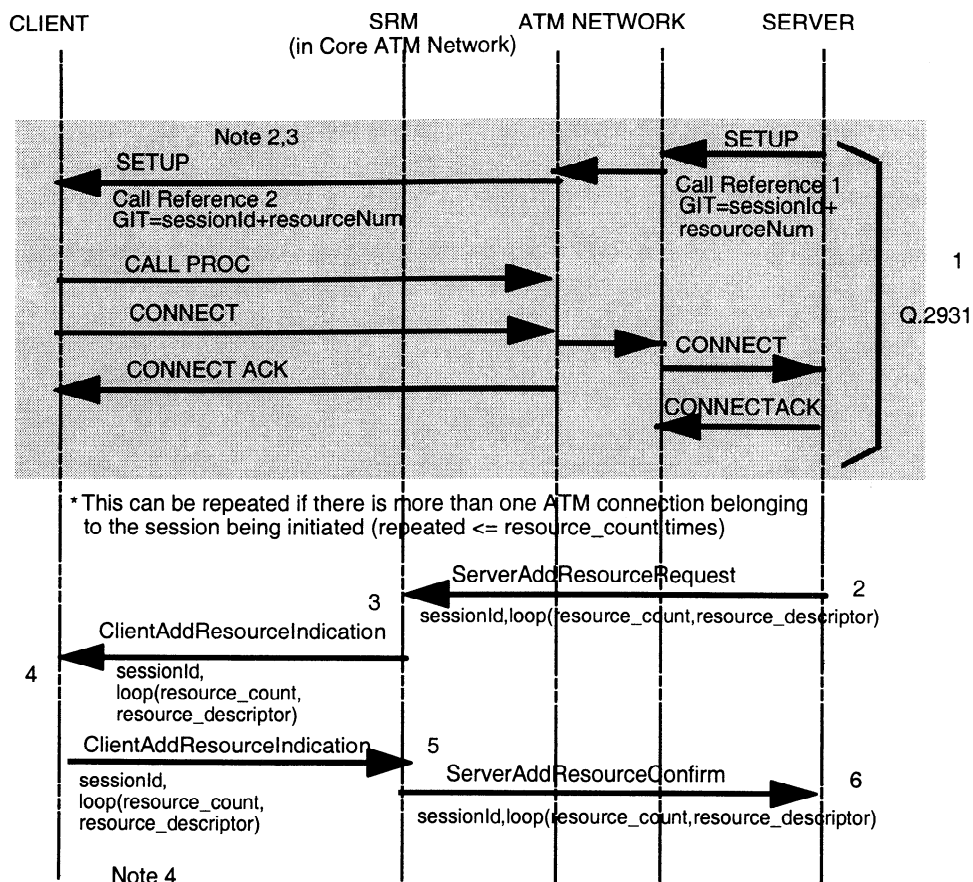 CLIENT
SRM
(in Core ATM Network)
ATM NETWORK
SERVER
Note 2,3
SETUP
SETUP
Call Reference 2
GIT=sessionId+resourceNum
Call Reference 1
GIT=sessionId+
resourceNum
CALL PROC
1
CONNECT
Q.2931
CONNECT
CONNECT ACK
CONNECTACK
* This can be repeated if there is more than one ATM connection belonging
to the session being initiated (repeated <= resource_count times)
ServerAddResourceRequest
2
sessionId,loop(resource_count,resource_descriptor)
3
ClientAddResourceIndication
4
sessionId,
loop(resource_count,
resource_descriptor)
ClientAddResourceIndication
5
sessionId,
loop(resource_count,
resource_descriptor)
ServerAddResourceConfirm
6
sessionId,loop(resource_count,resource_descriptor)
Note 4